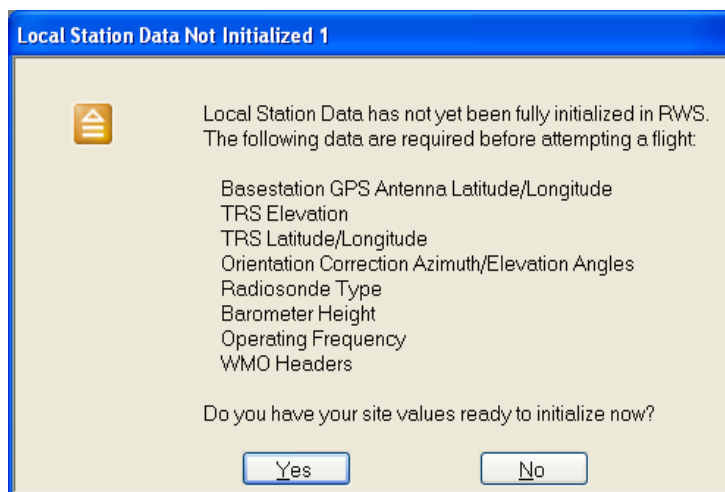 Local Station Data Not Initialized 1
Local Station Data has not yet been fully initialized in RWS.
The following data are required before attempting a flight:
Basestation GPS Antenna Latitude/Longitude
TRS Elevation
TRS Latitude/Longitude
Orientation Correction Azimuth/Elevation Angles
Radiosonde Type
Barometer Height
Operating Frequency
WMO Headers
Do you have your site values ready to initialize now?
Yes No